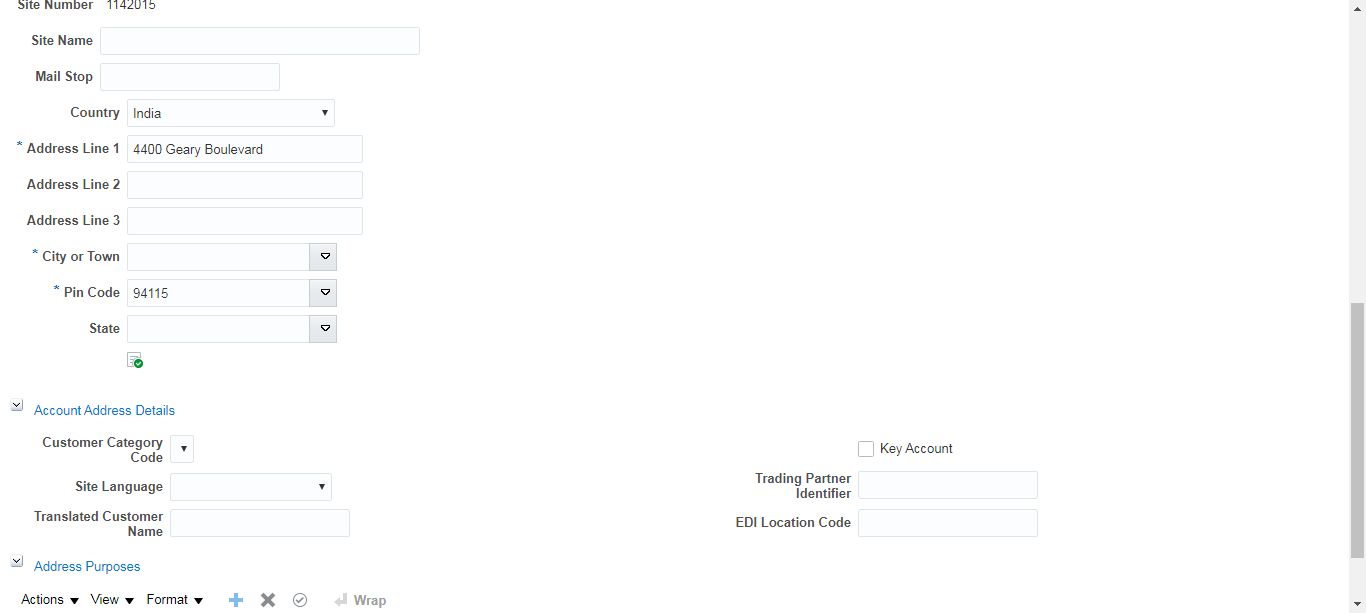 Site Number 1142015
Site Name
Mail Stop
Country India
* Address Line 1 4400 Geary Boulevard
Address Line 2
Address Line 3
* City or Town
* Pin Code 94115
State
Account Address Details
Customer Category
Code
Key Account
Site Language
Trading Partner
Identifier
Translated Customer
Name
EDI Location Code
Address Purposes
Actions View Format Wrap